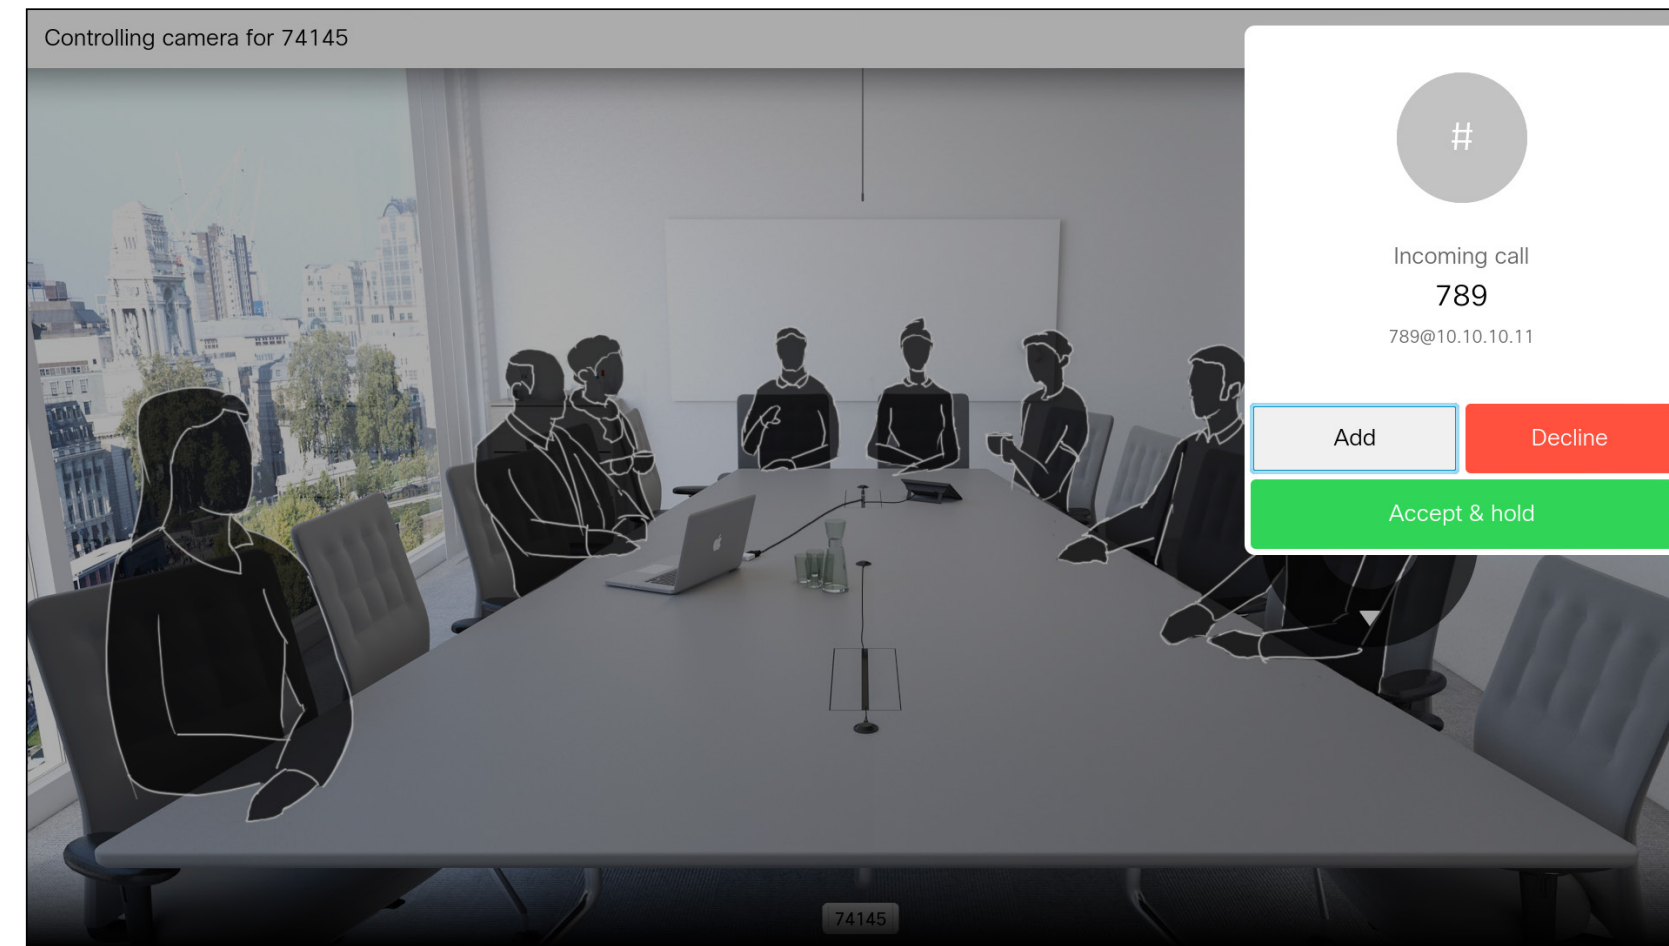 Controlling camera for 74145
#
Incoming call
789
789@10.10.10.11
Add
Decline
Accept & hold
74145